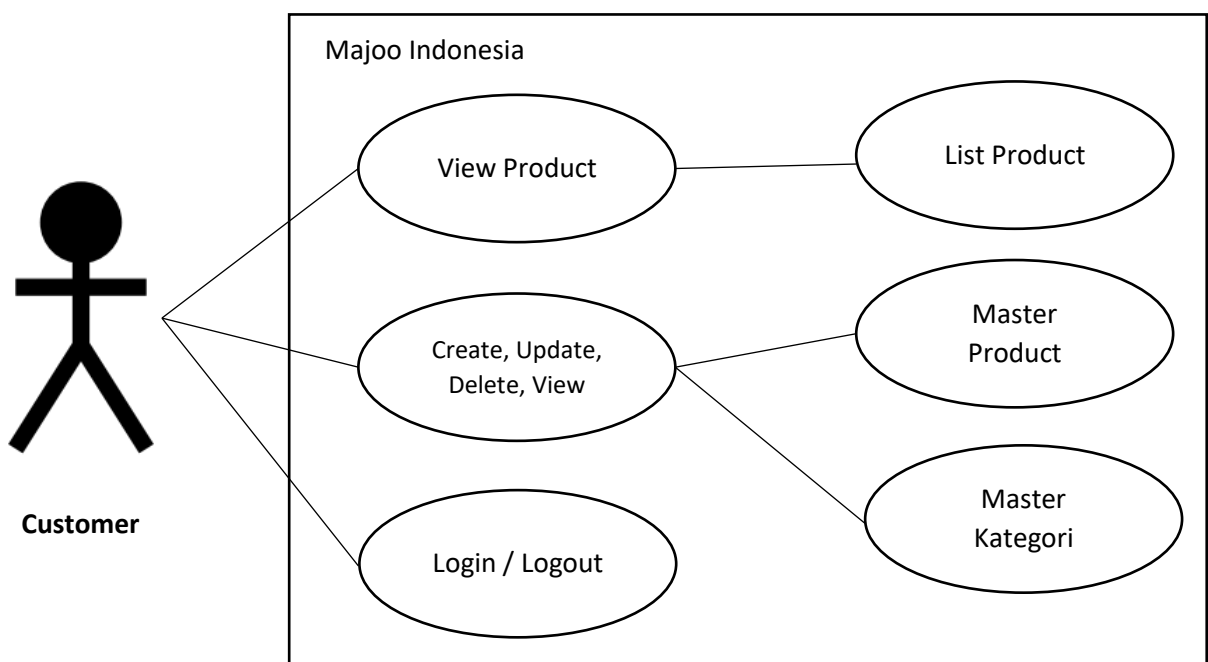 Majoo Indonesia
View Product
List Product
Create, Update,
Delete, View
Master
Product
Login / Logout
Master
Kategori
Customer